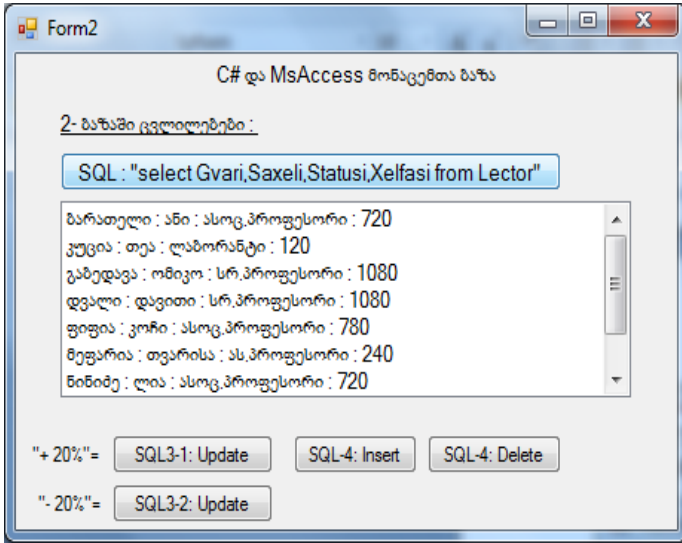 Form2
C# და MsAccess მონაცემთა ბაზა
2- ბაზაში ცვლილებები :
SQL : "select Gvari,Saxeli,Statusi,Xelfasi from Lector"
ბარათელი : ანი : ასოც.პროფესორი : 720
კუცია : თეა : ლაბორანტი : 120
გაბედავა : ომიკო : სრ.პროფესორი : 1080
დვალი : დავითი : სრ.პროფესორი : 1080
ფიფია : კოჩი : ასოც.პროფესორი : 780
მეფარია : თვარისა : ას.პროფესორი : 240
ნინიძე : ლია : ასოც.პროფესორი : 720
"+ 20%"= SQL3-1: Update SQL-4: Insert SQL-4: Delete
"- 20%"= SQL3-2: Update